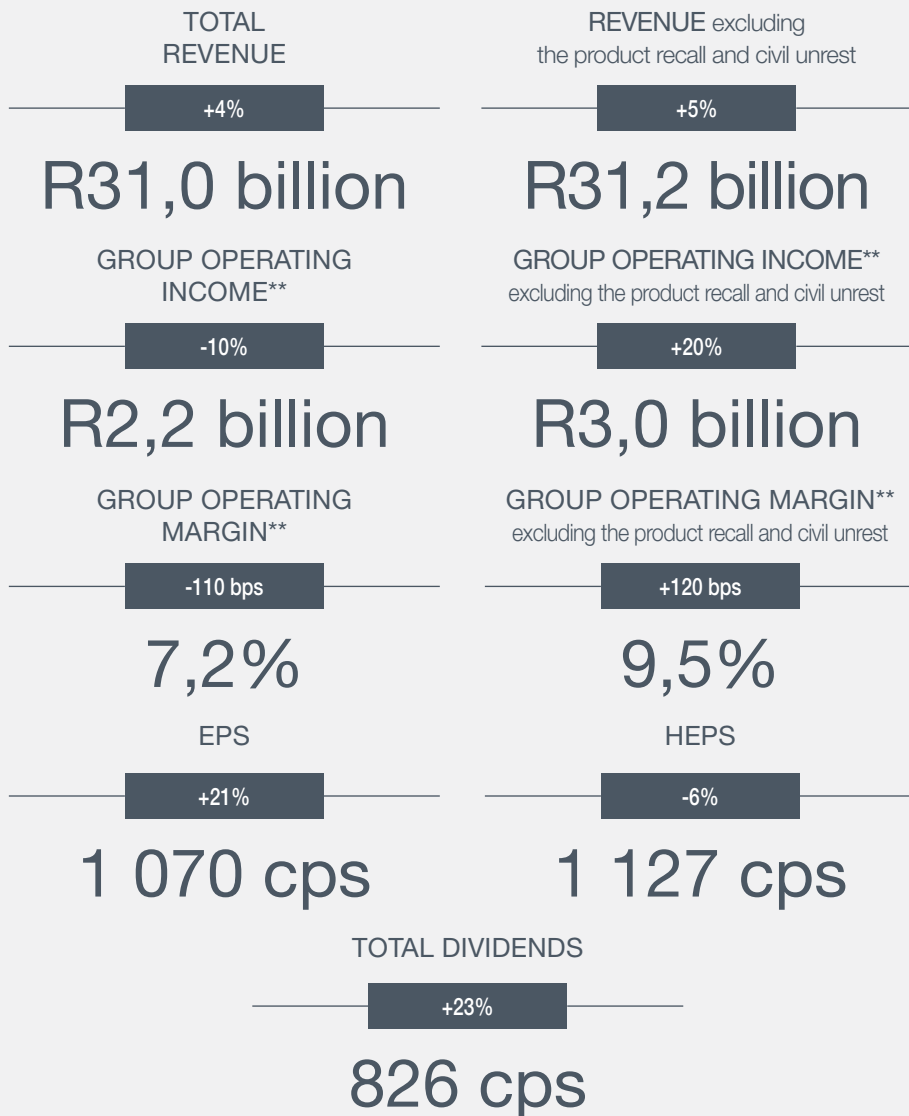 TOTAL
REVENUE
+4%
R31,0 billion
REVENUE excluding
the product recall and civil unrest
+5%
R31,2 billion
GROUP OPERATING
INCOME**
-10%
R2,2 billion
GROUP OPERATING INCOME**
excluding the product recall and civil unrest
+20%
R3,0 billion
GROUP OPERATING
MARGIN**
-110 bps
7,2%
GROUP OPERATING MARGIN**
excluding the product recall and civil unrest
+120 bps
9,5%
EPS
+21%
1 070 cps
HEPS
-6%
1 127 cps
TOTAL DIVIDENDS
+23%
826 cps